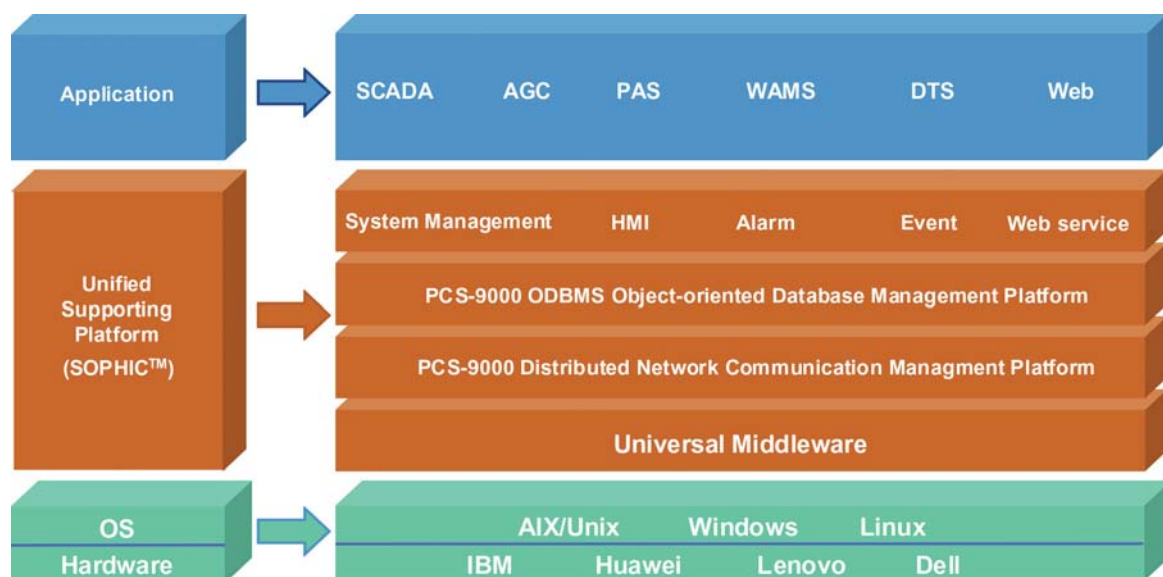 Application
SCADA AGC PAS WAMS DTS Web
Unified
Supporting
Platform
(SOPHIC™)
System Management HMI Alarm Event Web service
PCS-9000 ODBMS Object-oriented Database Management Platform
PCS-9000 Distributed Network Communication Managment Platform
Universal Middleware
OS
AIX/Unix Windows Linux
Hardware
IBM Huawei Lenovo Dell